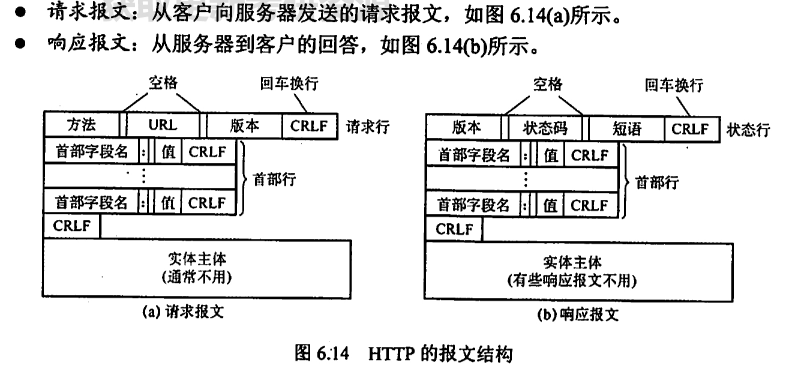 ● 请求报文：从客户向服务器发送的请求报文，如图 6.14(a)所示。
● 响应报文：从服务器到客户的回答，如图 6.14(b)所示。
空格 回车换行 空格 回车换行
方法 URL 版本 CRLF 请求行 版本 状态码 短语 CRLF 状态行
首部字段名 : 值 CRLF 首部字段名 : 值 CRLF
⋮ 首部行 ⋮ 首部行
首部字段名 : 值 CRLF 首部字段名 : 值 CRLF
CRLF CRLF
实体主体 实体主体
(通常不用) (有些响应报文不用)
(a) 请求报文 (b) 响应报文
图 6.14 HTTP 的报文结构